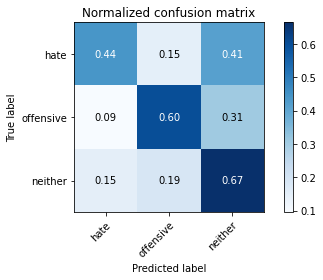 Normalized confusion matrix
True label
hate 0.44 0.15 0.41
offensive 0.09 0.60 0.31
neither 0.15 0.19 0.67
hate offensive neither
Predicted label
0.6
0.5
0.4
0.3
0.2
0.1